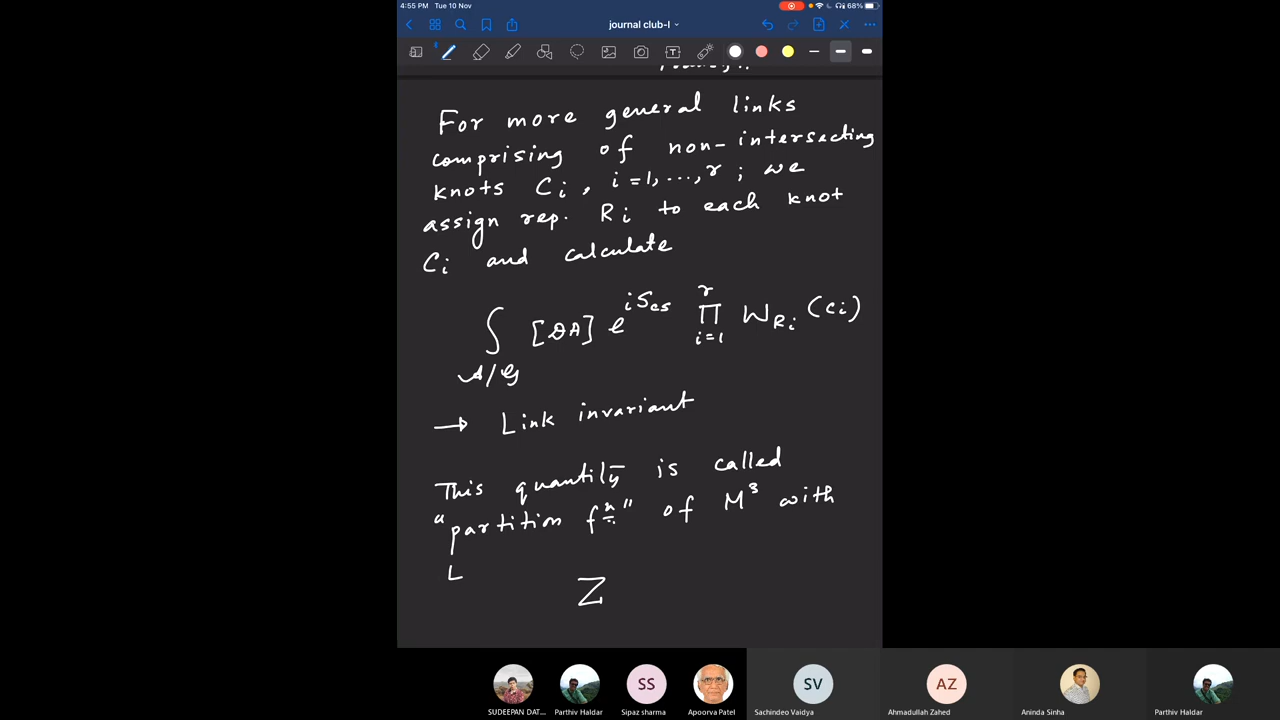 4:55 PM Tue 10 Nov
68%
journal club-I
For more general links
comprising of non-intersecting
knots Ci, i=1,...,r; we
assign rep. Ri to each knot
Ci and calculate
∫ [DA] e^{iScs} ∏_{i=1}^{r} W_{Ri}(Ci)
A/G
→ Link invariant
This quantity is called
"partition fⁿ" of M³ with
L
Z
SS
SV
AZ
SUDEEPAN DAT...
Parthiv Haldar
Sipaz sharma
Apoorva Patel
Sachindeo Vaidya
Ahmadullah Zahed
Aninda Sinha
Parthiv Haldar